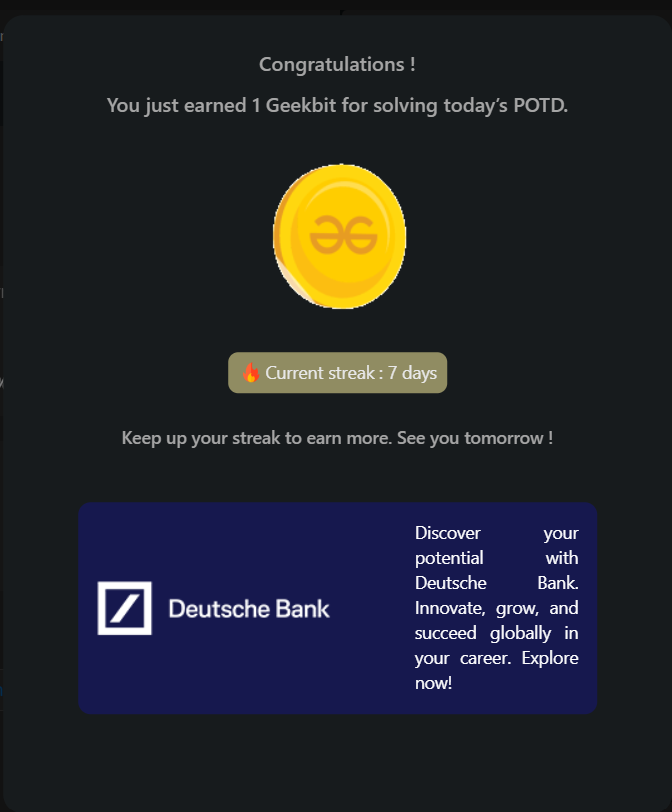 Congratulations !
You just earned 1 Geekbit for solving today's POTD.
Current streak : 7 days
Keep up your streak to earn more. See you tomorrow !
Deutsche Bank
Discover your
potential with
Deutsche Bank.
Innovate, grow, and
succeed globally in
your career. Explore
now!